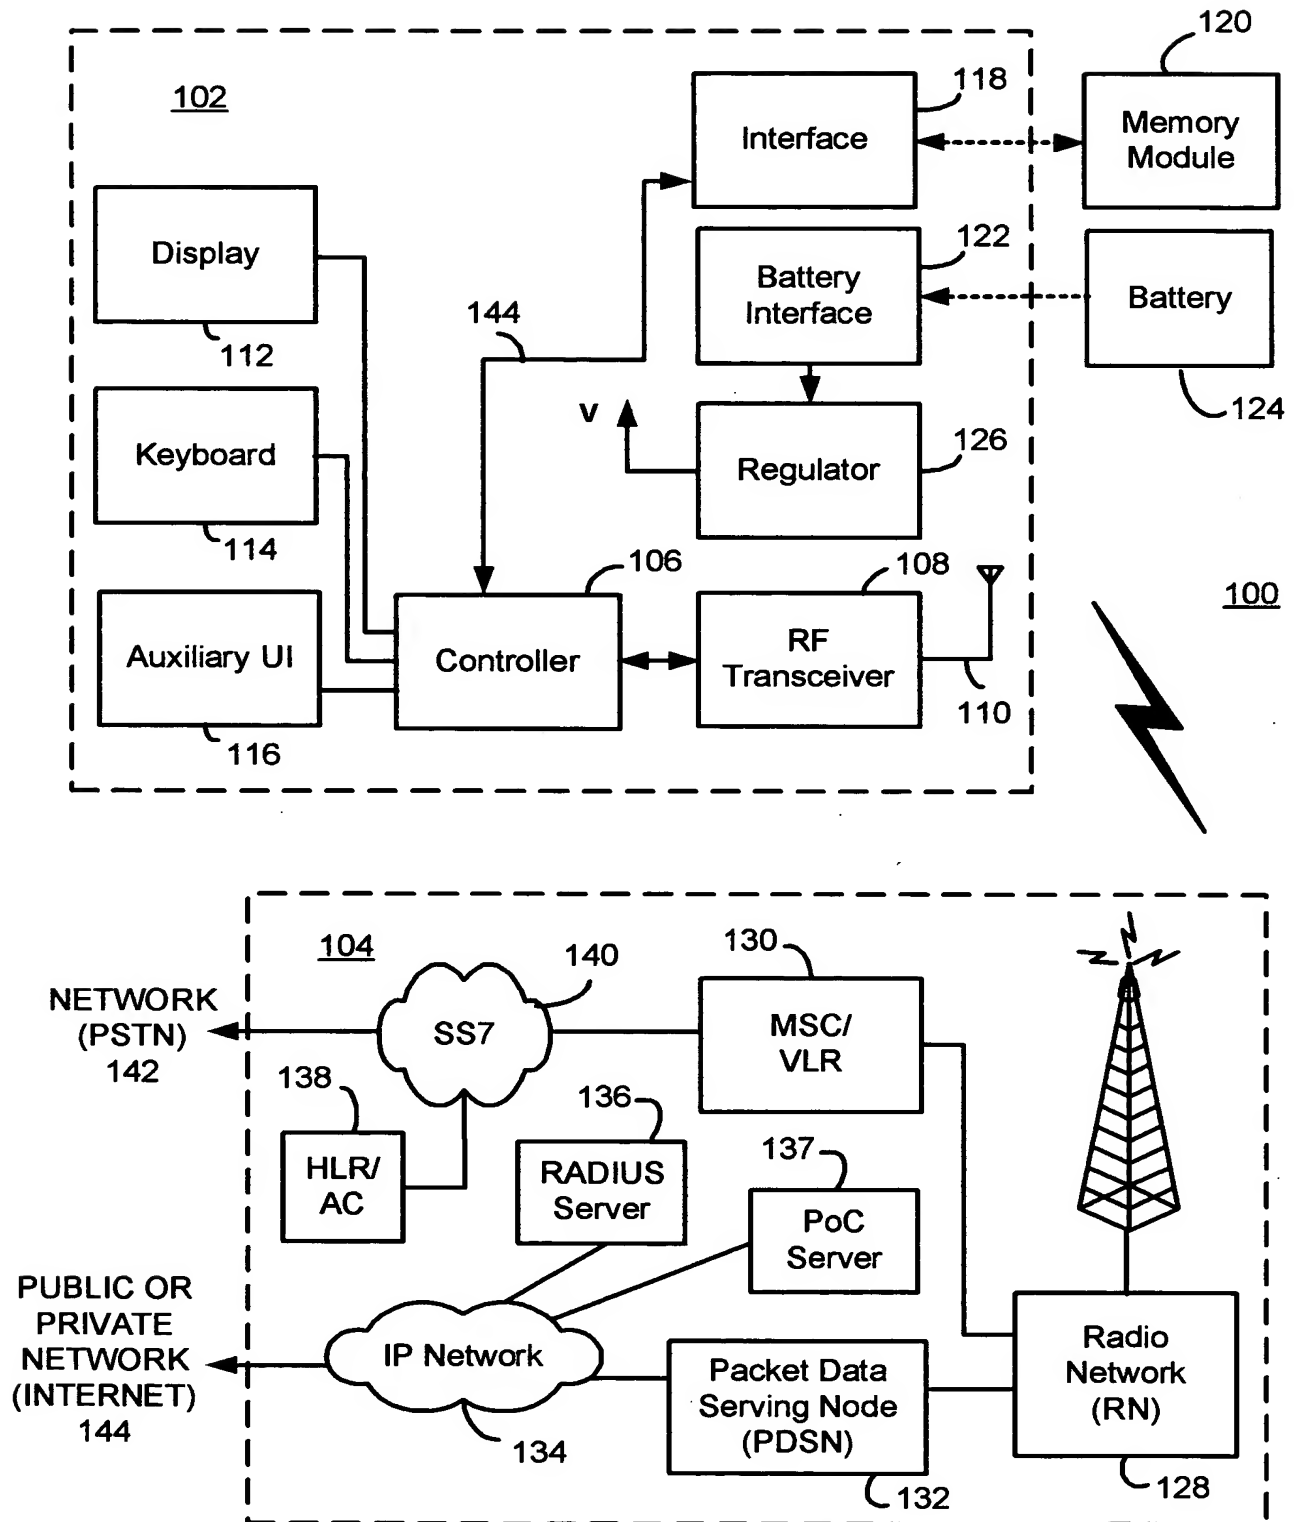 120
102
118
Interface
Memory
Module
Display
122
Battery
Interface
Battery
144
112
V
124
Keyboard
Regulator
126
114
106
108
100
Auxiliary UI
Controller
RF
Transceiver
110
116
104
140
130
NETWORK
(PSTN)
142
SS7
MSC/
VLR
138
136
HLR/
AC
RADIUS
Server
137
PoC
Server
PUBLIC OR
PRIVATE
NETWORK
(INTERNET)
144
IP Network
Packet Data
Serving Node
(PDSN)
Radio
Network
(RN)
134
132
128